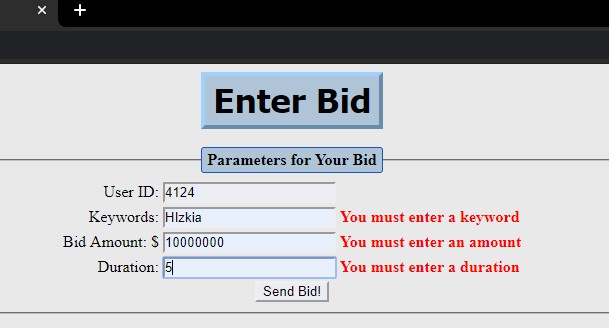 Enter Bid
Parameters for Your Bid
User ID: 4124
Keywords: HIzkia You must enter a keyword
Bid Amount: $ 10000000 You must enter an amount
Duration: 5 You must enter a duration
Send Bid!